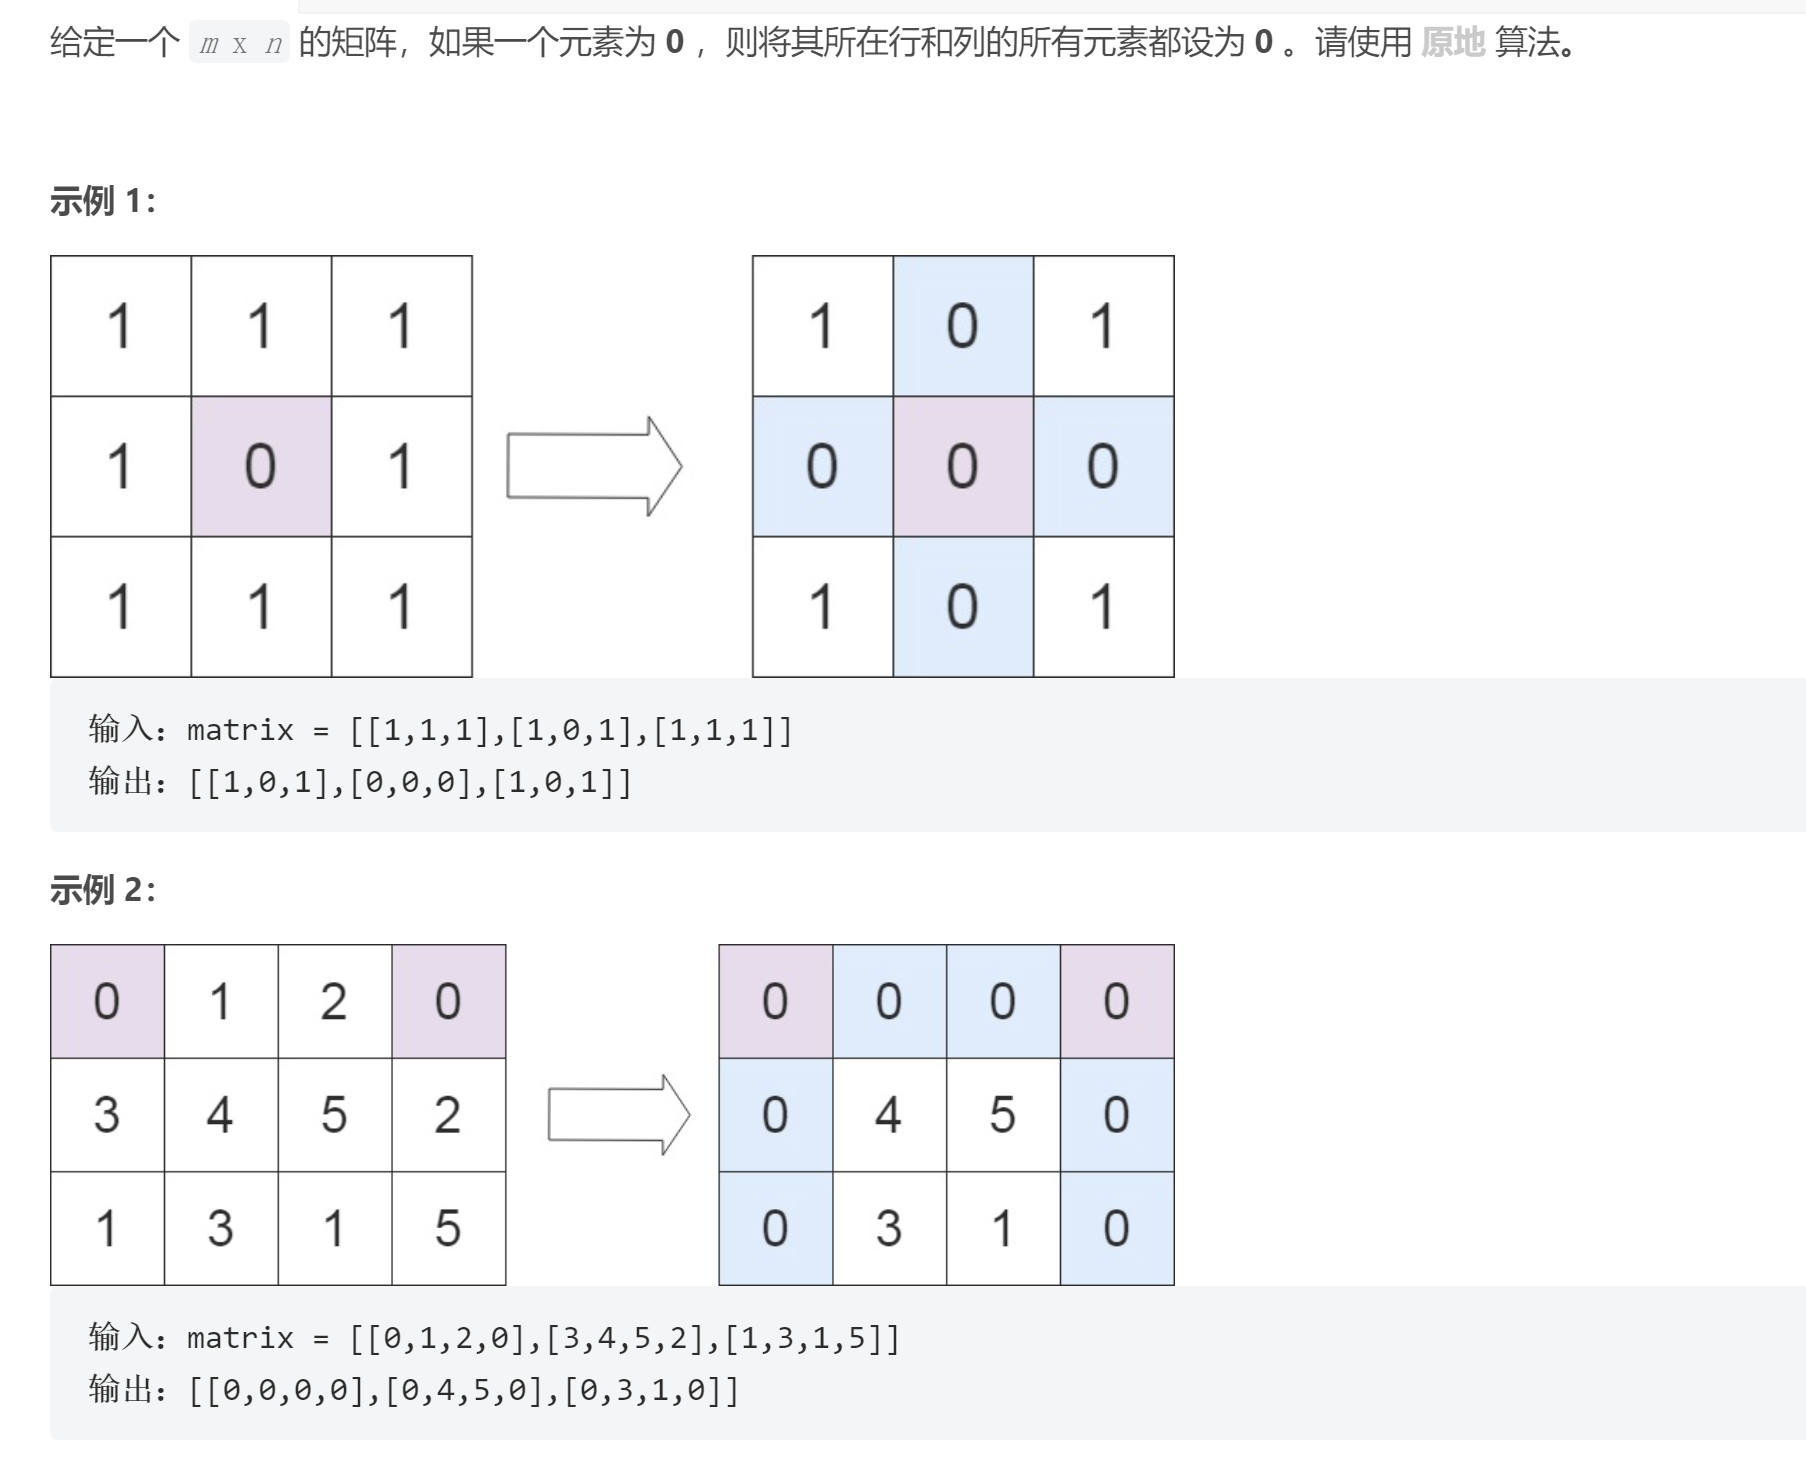 给定一个 m x n 的矩阵，如果一个元素为 0 ，则将其所在行和列的所有元素都设为 0 。请使用 原地 算法。
示例 1：
1 1 1 1 0 1
1 0 1 0 0 0
1 1 1 1 0 1
输入：matrix = [[1,1,1],[1,0,1],[1,1,1]]
输出：[[1,0,1],[0,0,0],[1,0,1]]
示例 2：
0 1 2 0 0 0 0 0
3 4 5 2 0 4 5 0
1 3 1 5 0 3 1 0
输入：matrix = [[0,1,2,0],[3,4,5,2],[1,3,1,5]]
输出：[[0,0,0,0],[0,4,5,0],[0,3,1,0]]